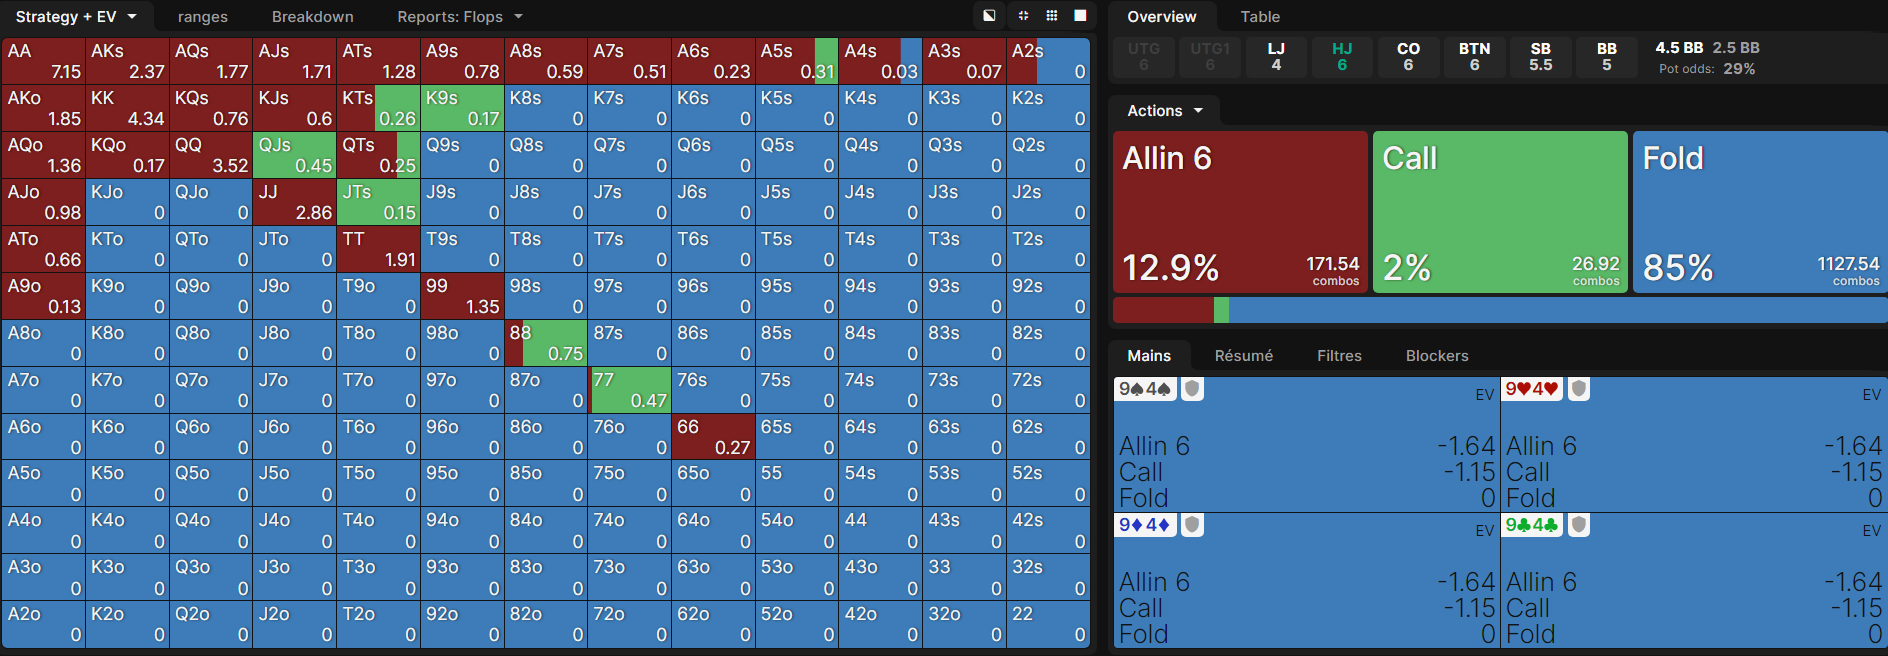 Strategy + EV ranges Breakdown Reports: Flops
AA AKs AQs AJs ATs A9s A8s A7s A6s A5s A4s A3s A2s
7.15 2.37 1.77 1.71 1.28 0.78 0.59 0.51 0.23 0.31 0.03 0.07 0
AKo KK KQs KJs KTs K9s K8s K7s K6s K5s K4s K3s K2s
1.85 4.34 0.76 0.6 0.26 0.17 0 0 0 0 0 0 0
AQo KQo QQ QJs QTs Q9s Q8s Q7s Q6s Q5s Q4s Q3s Q2s
1.36 0.17 3.52 0.45 0.25 0 0 0 0 0 0 0 0
AJo KJo QJo JJ JTs J9s J8s J7s J6s J5s J4s J3s J2s
0.98 0 0 2.86 0.15 0 0 0 0 0 0 0 0
ATo KTo QTo JTo TT T9s T8s T7s T6s T5s T4s T3s T2s
0.66 0 0 0 1.91 0 0 0 0 0 0 0 0
A9o K9o Q9o J9o T9o 99 98s 97s 96s 95s 94s 93s 92s
0.13 0 0 0 0 1.35 0 0 0 0 0 0 0
A8o K8o Q8o J8o T8o 98o 88 87s 86s 85s 84s 83s 82s
0 0 0 0 0 0 0.75 0 0 0 0 0 0
A7o K7o Q7o J7o T7o 97o 87o 77 76s 75s 74s 73s 72s
0 0 0 0 0 0 0 0.47 0 0 0 0 0
A6o K6o Q6o J6o T6o 96o 86o 76o 66 65s 64s 63s 62s
0 0 0 0 0 0 0 0 0.27 0 0 0 0
A5o K5o Q5o J5o T5o 95o 85o 75o 65o 55 54s 53s 52s
0 0 0 0 0 0 0 0 0 0 0 0 0
A4o K4o Q4o J4o T4o 94o 84o 74o 64o 54o 44 43s 42s
0 0 0 0 0 0 0 0 0 0 0 0 0
A3o K3o Q3o J3o T3o 93o 83o 73o 63o 53o 43o 33 32s
0 0 0 0 0 0 0 0 0 0 0 0 0
A2o K2o Q2o J2o T2o 92o 82o 72o 62o 52o 42o 32o 22
0 0 0 0 0 0 0 0 0 0 0 0 0
Overview Table
UTG UTG1 LJ HJ CO BTN SB BB 4.5 BB 2.5 BB
6 6 4 6 6 6 5.5 5 Pot odds: 29%
Actions
Allin 6 Call Fold
12.9% 171.54 2% 26.92 85% 1127.54
combos combos combos
Mains Résumé Filtres Blockers
9♠4♠ EV 9♥4♥ EV
Allin 6 -1.64 Allin 6 -1.64
Call -1.15 Call -1.15
Fold 0 Fold 0
9♦4♦ EV 9♣4♣ EV
Allin 6 -1.64 Allin 6 -1.64
Call -1.15 Call -1.15
Fold 0 Fold 0